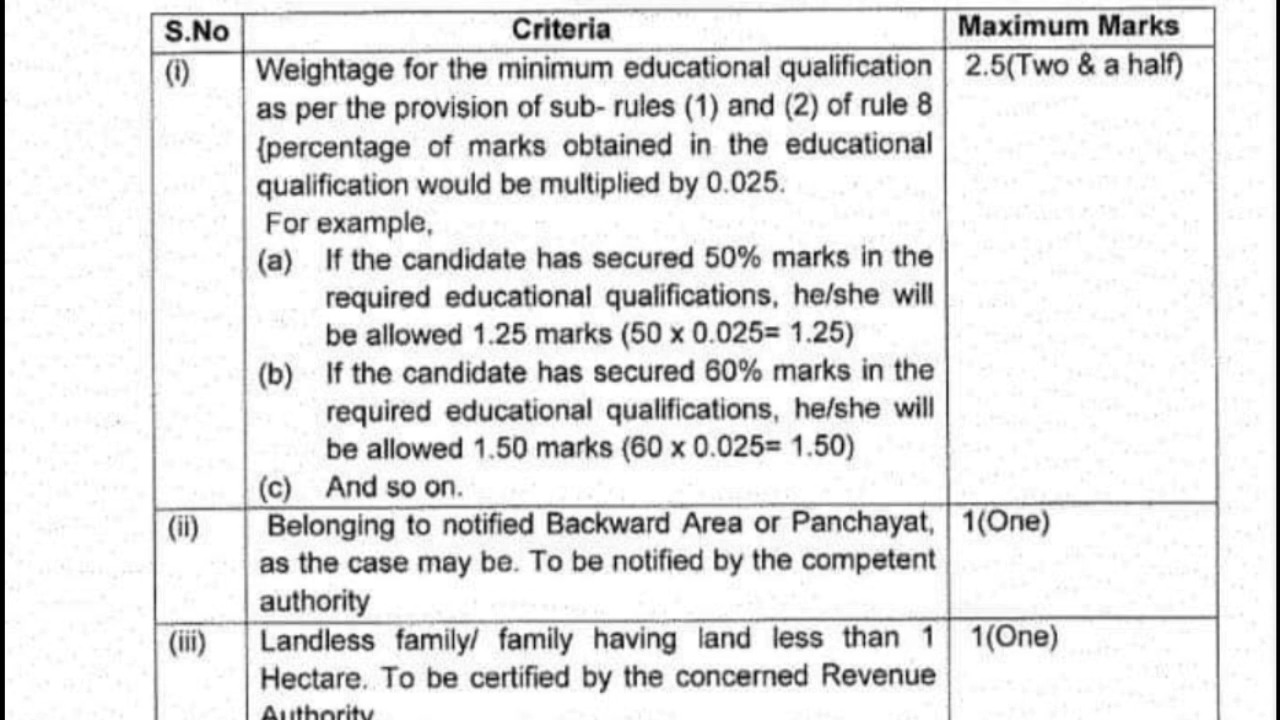 S.No Criteria Maximum Marks
(i) Weightage for the minimum educational qualification 2.5(Two & a half)
as per the provision of sub- rules (1) and (2) of rule 8
{percentage of marks obtained in the educational
qualification would be multiplied by 0.025.
For example,
(a) If the candidate has secured 50% marks in the
required educational qualifications, he/she will
be allowed 1.25 marks (50 x 0.025= 1.25)
(b) If the candidate has secured 60% marks in the
required educational qualifications, he/she will
be allowed 1.50 marks (60 x 0.025= 1.50)
(c) And so on.
(ii) Belonging to notified Backward Area or Panchayat, 1(One)
as the case may be. To be notified by the competent
authority
(iii) Landless family/ family having land less than 1 1(One)
Hectare. To be certified by the concerned Revenue
Authority